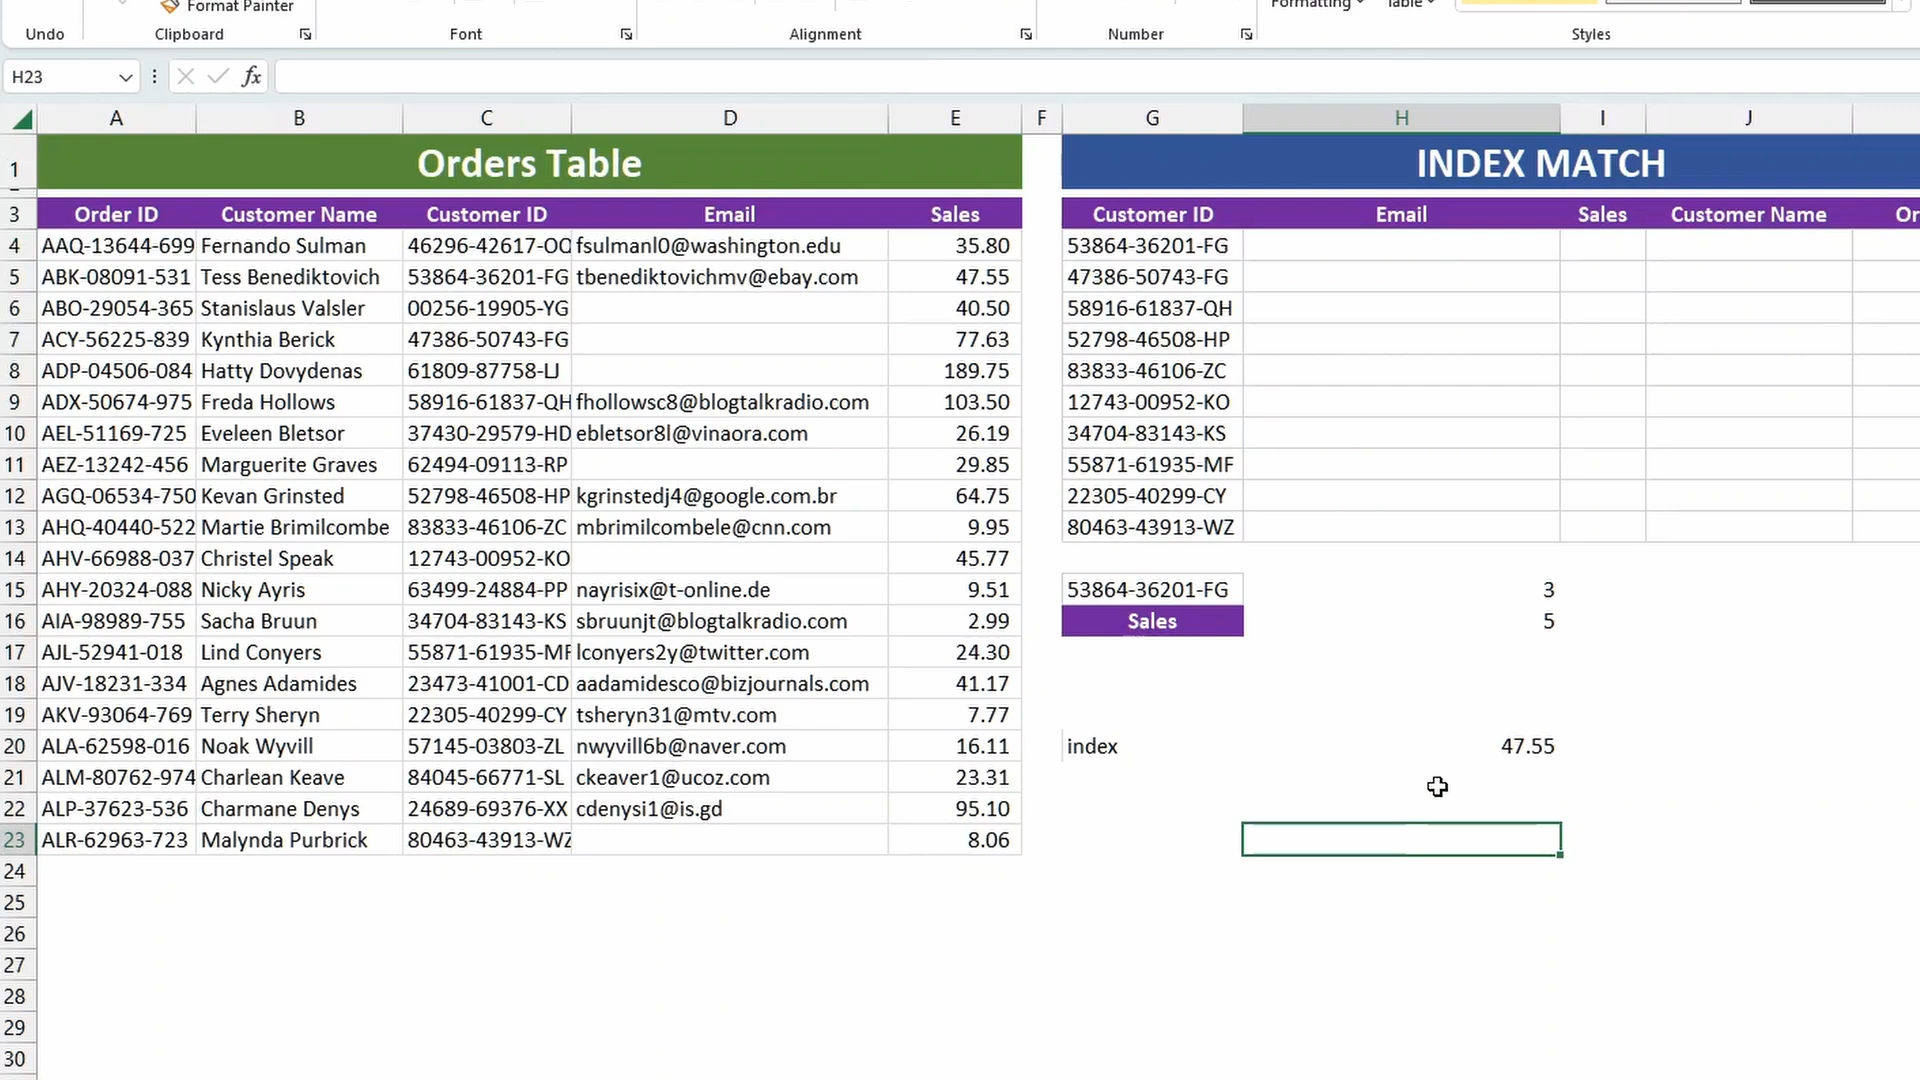 Format Painter
Formatting Table
Undo Clipboard Font Alignment Number Styles
H23 fx
A B C D E F G H I J
1 Orders Table INDEX MATCH
3 Order ID Customer Name Customer ID Email Sales Customer ID Email Sales Customer Name Or
4 AAQ-13644-699 Fernando Sulman 46296-42617-OQ fsulmanl0@washington.edu 35.80 53864-36201-FG
5 ABK-08091-531 Tess Benediktovich 53864-36201-FG tbenediktovichmv@ebay.com 47.55 47386-50743-FG
6 ABO-29054-365 Stanislaus Valsler 00256-19905-YG 40.50 58916-61837-QH
7 ACY-56225-839 Kynthia Berick 47386-50743-FG 77.63 52798-46508-HP
8 ADP-04506-084 Hatty Dovydenas 61809-87758-LJ 189.75 83833-46106-ZC
9 ADX-50674-975 Freda Hollows 58916-61837-QH fhollowsc8@blogtalkradio.com 103.50 12743-00952-KO
10 AEL-51169-725 Eveleen Bletsor 37430-29579-HD ebletsor8l@vinaora.com 26.19 34704-83143-KS
11 AEZ-13242-456 Marguerite Graves 62494-09113-RP 29.85 55871-61935-MF
12 AGQ-06534-750 Kevan Grinsted 52798-46508-HP kgrinstedj4@google.com.br 64.75 22305-40299-CY
13 AHQ-40440-522 Martie Brimilcombe 83833-46106-ZC mbrimilcombele@cnn.com 9.95 80463-43913-WZ
14 AHV-66988-037 Christel Speak 12743-00952-KO 45.77
15 AHY-20324-088 Nicky Ayris 63499-24884-PP nayrisix@t-online.de 9.51 53864-36201-FG 3
16 AIA-98989-755 Sacha Bruun 34704-83143-KS sbruunjt@blogtalkradio.com 2.99 Sales 5
17 AJL-52941-018 Lind Conyers 55871-61935-MF lconyers2y@twitter.com 24.30
18 AJV-18231-334 Agnes Adamides 23473-41001-CD aadamidesco@bizjournals.com 41.17
19 AKV-93064-769 Terry Sheryn 22305-40299-CY tsheryn31@mtv.com 7.77
20 ALA-62598-016 Noak Wyvill 57145-03803-ZL nwyvill6b@naver.com 16.11 index 47.55
21 ALM-80762-974 Charlean Keave 84045-66771-SL ckeaver1@ucoz.com 23.31
22 ALP-37623-536 Charmane Denys 24689-69376-XX cdenysi1@is.gd 95.10
23 ALR-62963-723 Malynda Purbrick 80463-43913-WZ 8.06
24
25
26
27
28
29
30